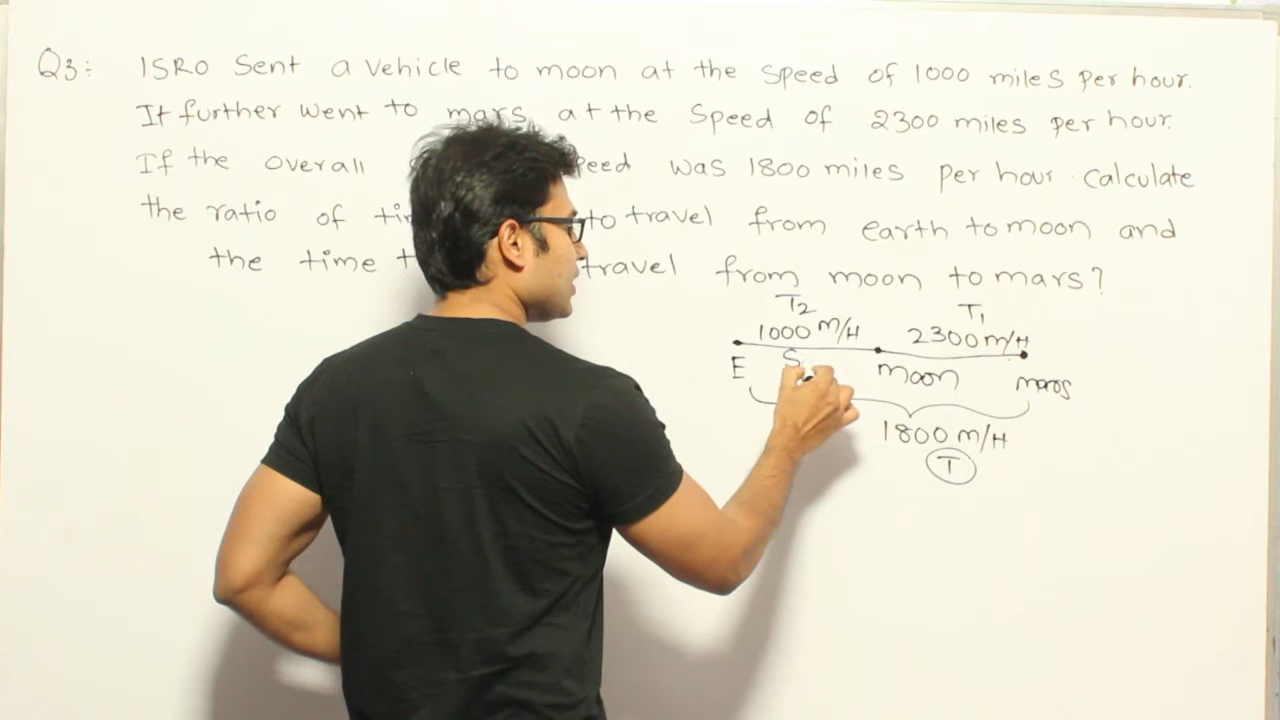 Q3: ISRO Sent a vehicle to moon at the speed of 1000 miles per hour.
It further went to mars at the speed of 2300 miles per hour.
If the overall peed was 1800 miles per hour. Calculate
the ratio of to travel from earth to moon and
the time travel from moon to mars?
T2 T1
1000 M/H 2300 m/H
E S moon mars
1800 m/H
T